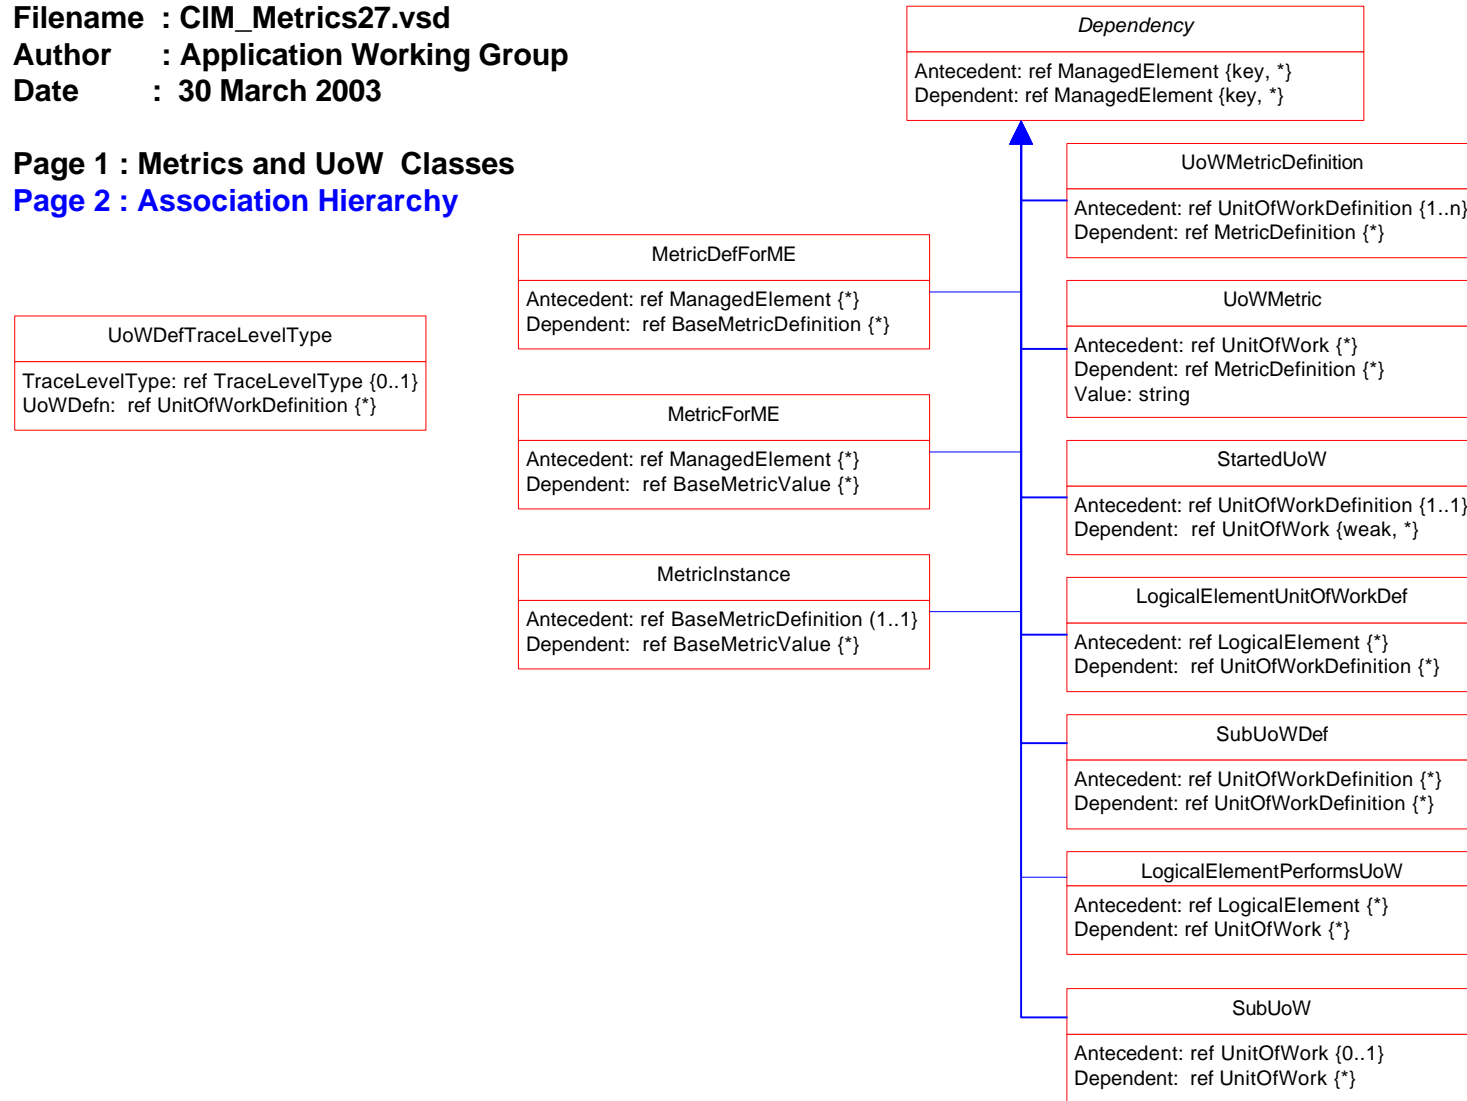 Filename : CIM_Metrics27.vsd
Author : Application Working Group
Date : 30 March 2003
Page 1 : Metrics and UoW Classes
Page 2 : Association Hierarchy
Dependency
Antecedent: ref ManagedElement {key, *}
Dependent: ref ManagedElement {key, *}
UoWDefTraceLevelType
TraceLevelType: ref TraceLevelType {0..1}
UoWDefn: ref UnitOfWorkDefinition {*}
MetricDefForME
Antecedent: ref ManagedElement {*}
Dependent: ref BaseMetricDefinition {*}
MetricForME
Antecedent: ref ManagedElement {*}
Dependent: ref BaseMetricValue {*}
MetricInstance
Antecedent: ref BaseMetricDefinition (1..1}
Dependent: ref BaseMetricValue {*}
UoWMetricDefinition
Antecedent: ref UnitOfWorkDefinition {1..n}
Dependent: ref MetricDefinition {*}
UoWMetric
Antecedent: ref UnitOfWork {*}
Dependent: ref MetricDefinition {*}
Value: string
StartedUoW
Antecedent: ref UnitOfWorkDefinition {1..1}
Dependent: ref UnitOfWork {weak, *}
LogicalElementUnitOfWorkDef
Antecedent: ref LogicalElement {*}
Dependent: ref UnitOfWorkDefinition {*}
SubUoWDef
Antecedent: ref UnitOfWorkDefinition {*}
Dependent: ref UnitOfWorkDefinition {*}
LogicalElementPerformsUoW
Antecedent: ref LogicalElement {*}
Dependent: ref UnitOfWork {*}
SubUoW
Antecedent: ref UnitOfWork {0..1}
Dependent: ref UnitOfWork {*}